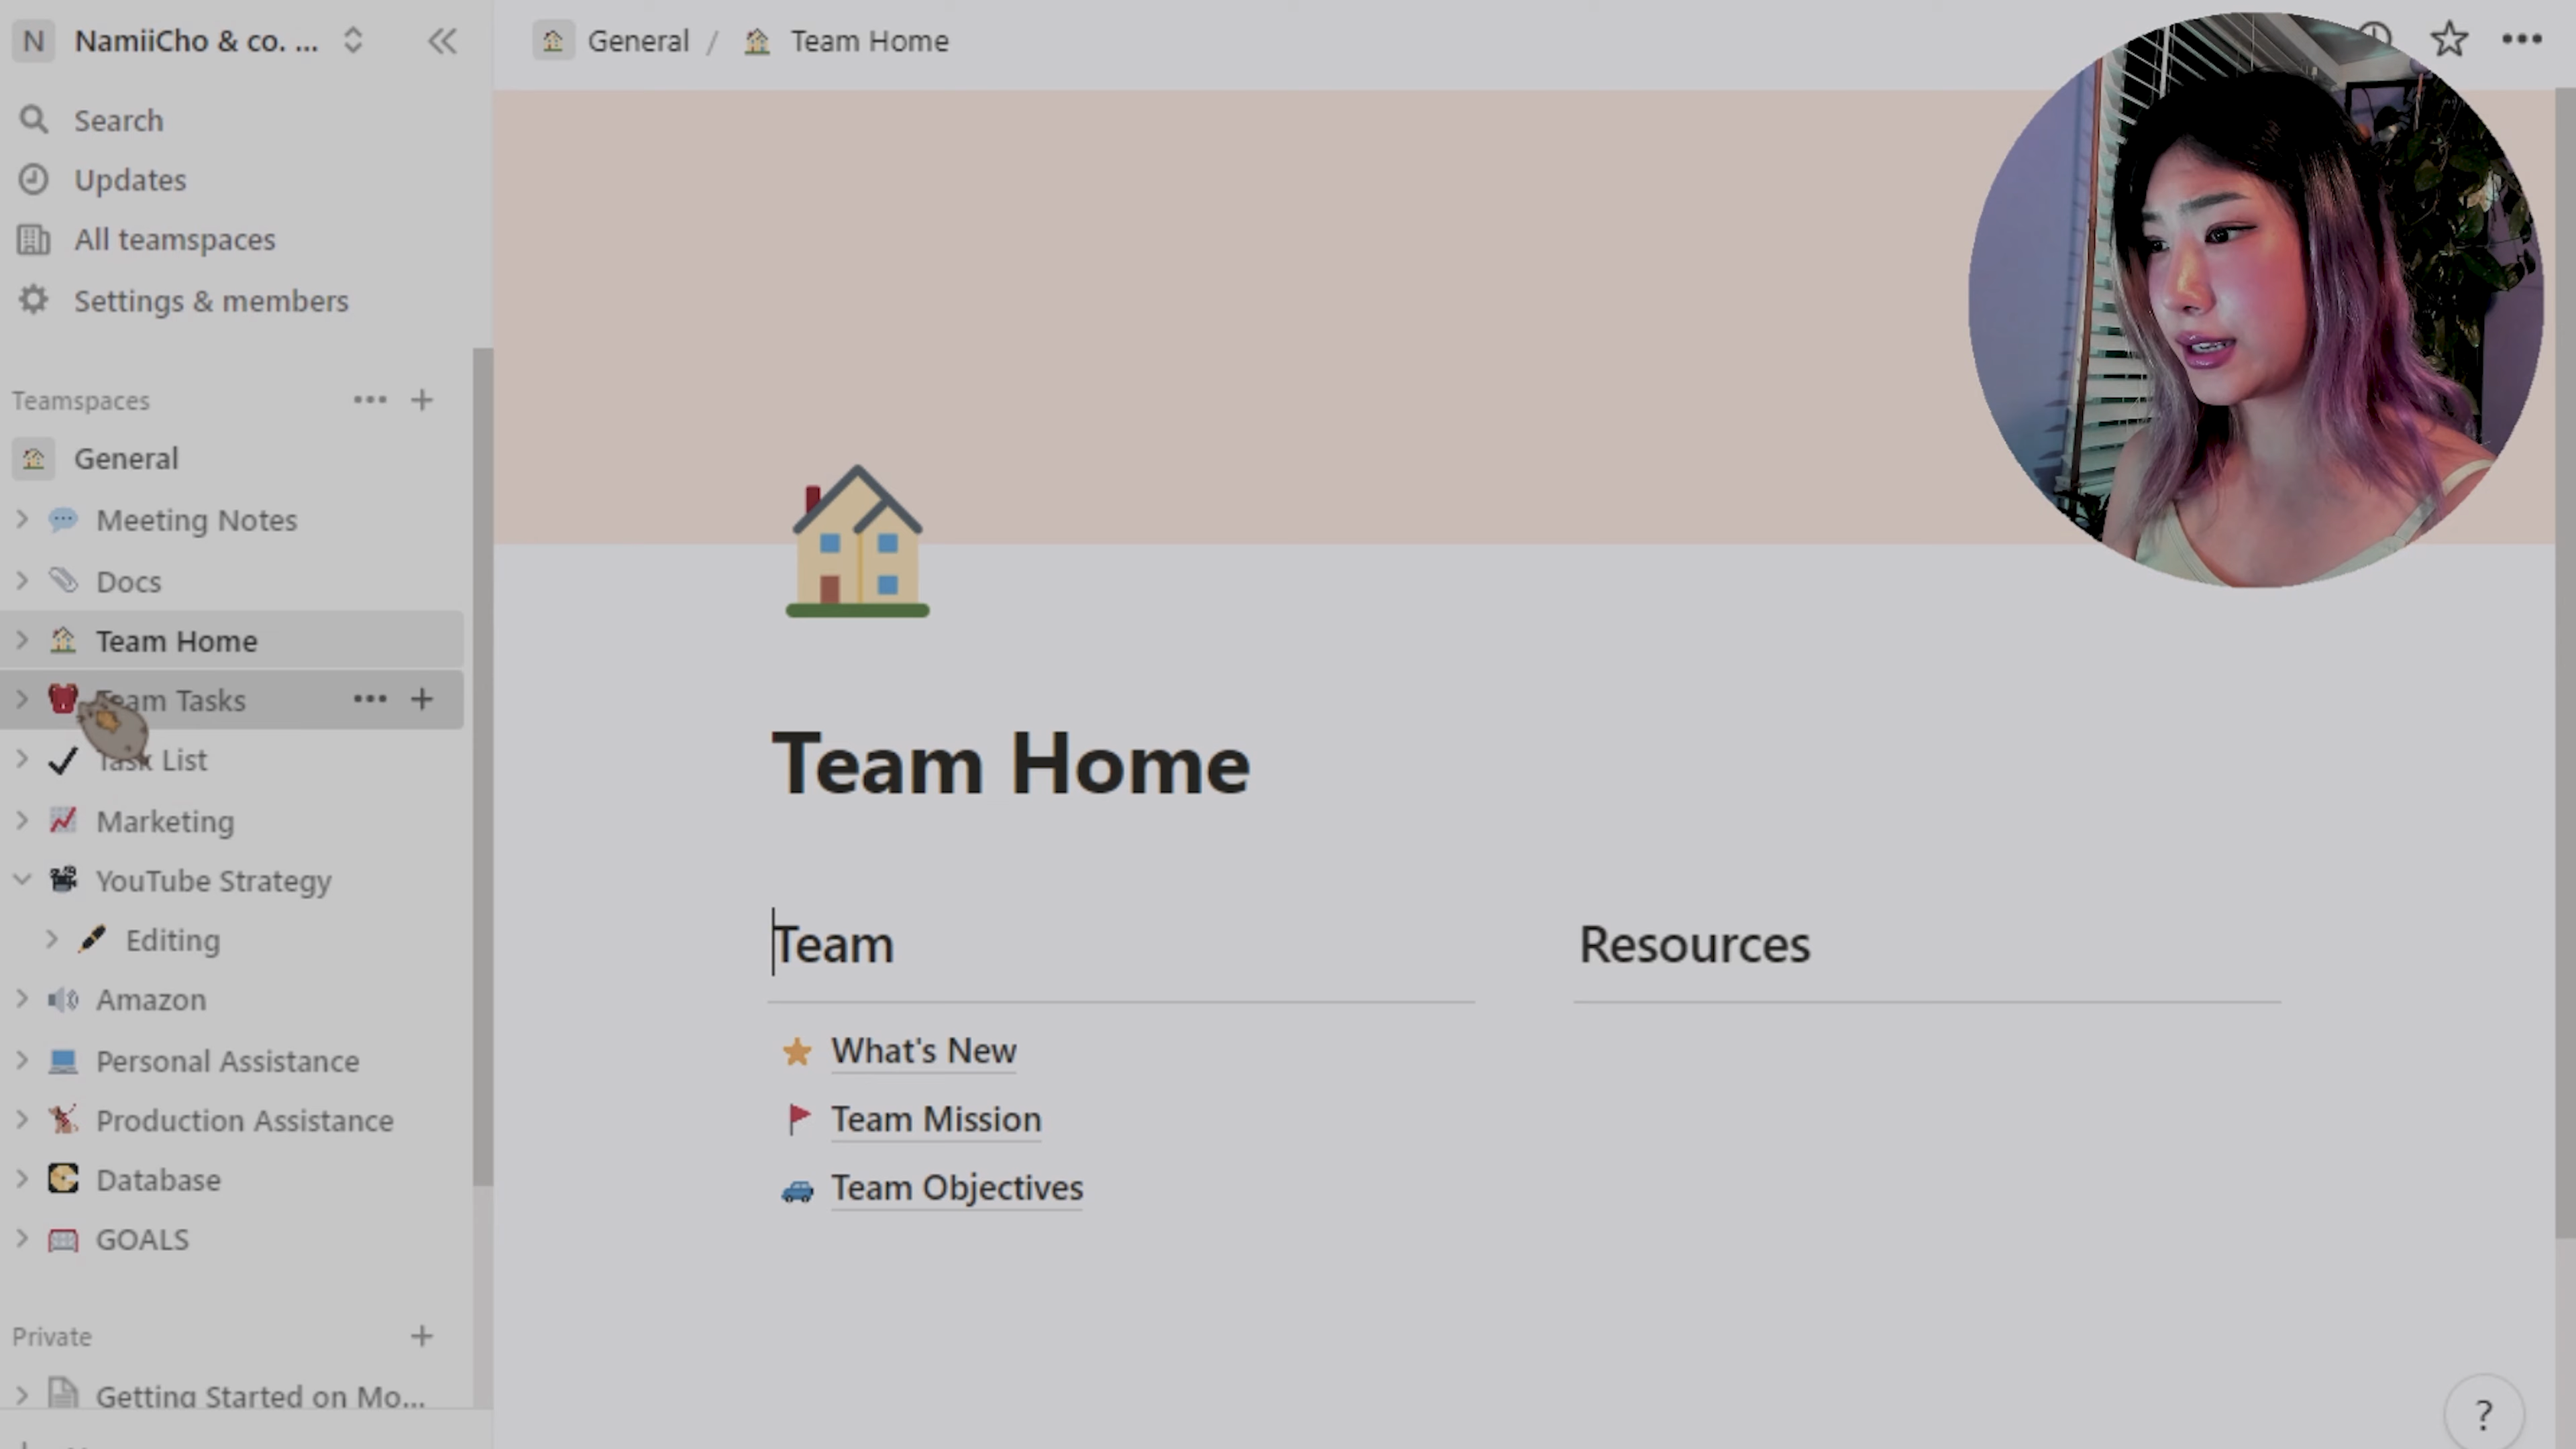 N NamiiCho & co. ...
Search
Updates
All teamspaces
Settings & members
Teamspaces
General
Meeting Notes
Docs
Team Home
Team Tasks
Task List
Marketing
YouTube Strategy
Editing
Amazon
Personal Assistance
Production Assistance
Database
GOALS
Private
Getting Started on Mo...
General / Team Home
Team Home
Team
What's New
Team Mission
Team Objectives
Resources
?